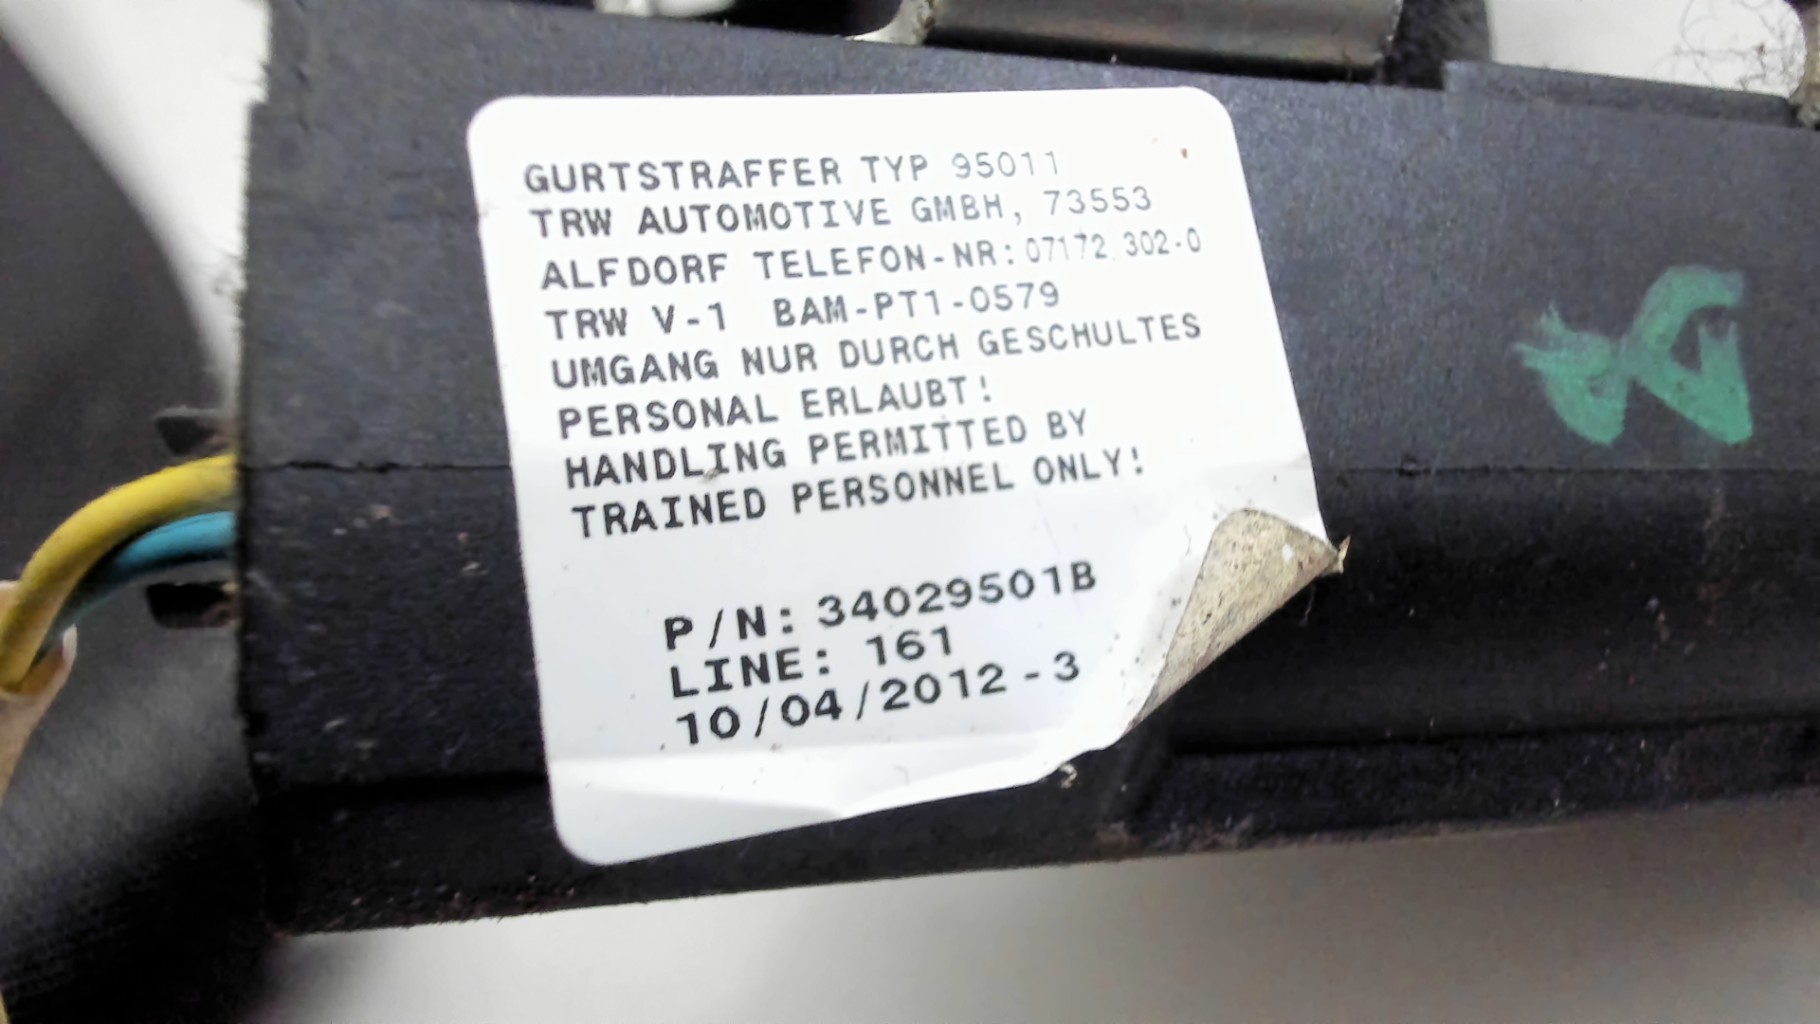 GURTSTRAFFER TYP 95011
TRW AUTOMOTIVE GMBH, 73553
ALFDORF TELEFON-NR: 07172 302-0
TRW V-1 BAM-PT1-0579
UMGANG NUR DURCH GESCHULTES
PERSONAL ERLAUBT!
HANDLING PERMITTED BY
TRAINED PERSONNEL ONLY!
P/N: 34029501B
LINE: 161
10/04/2012 -3